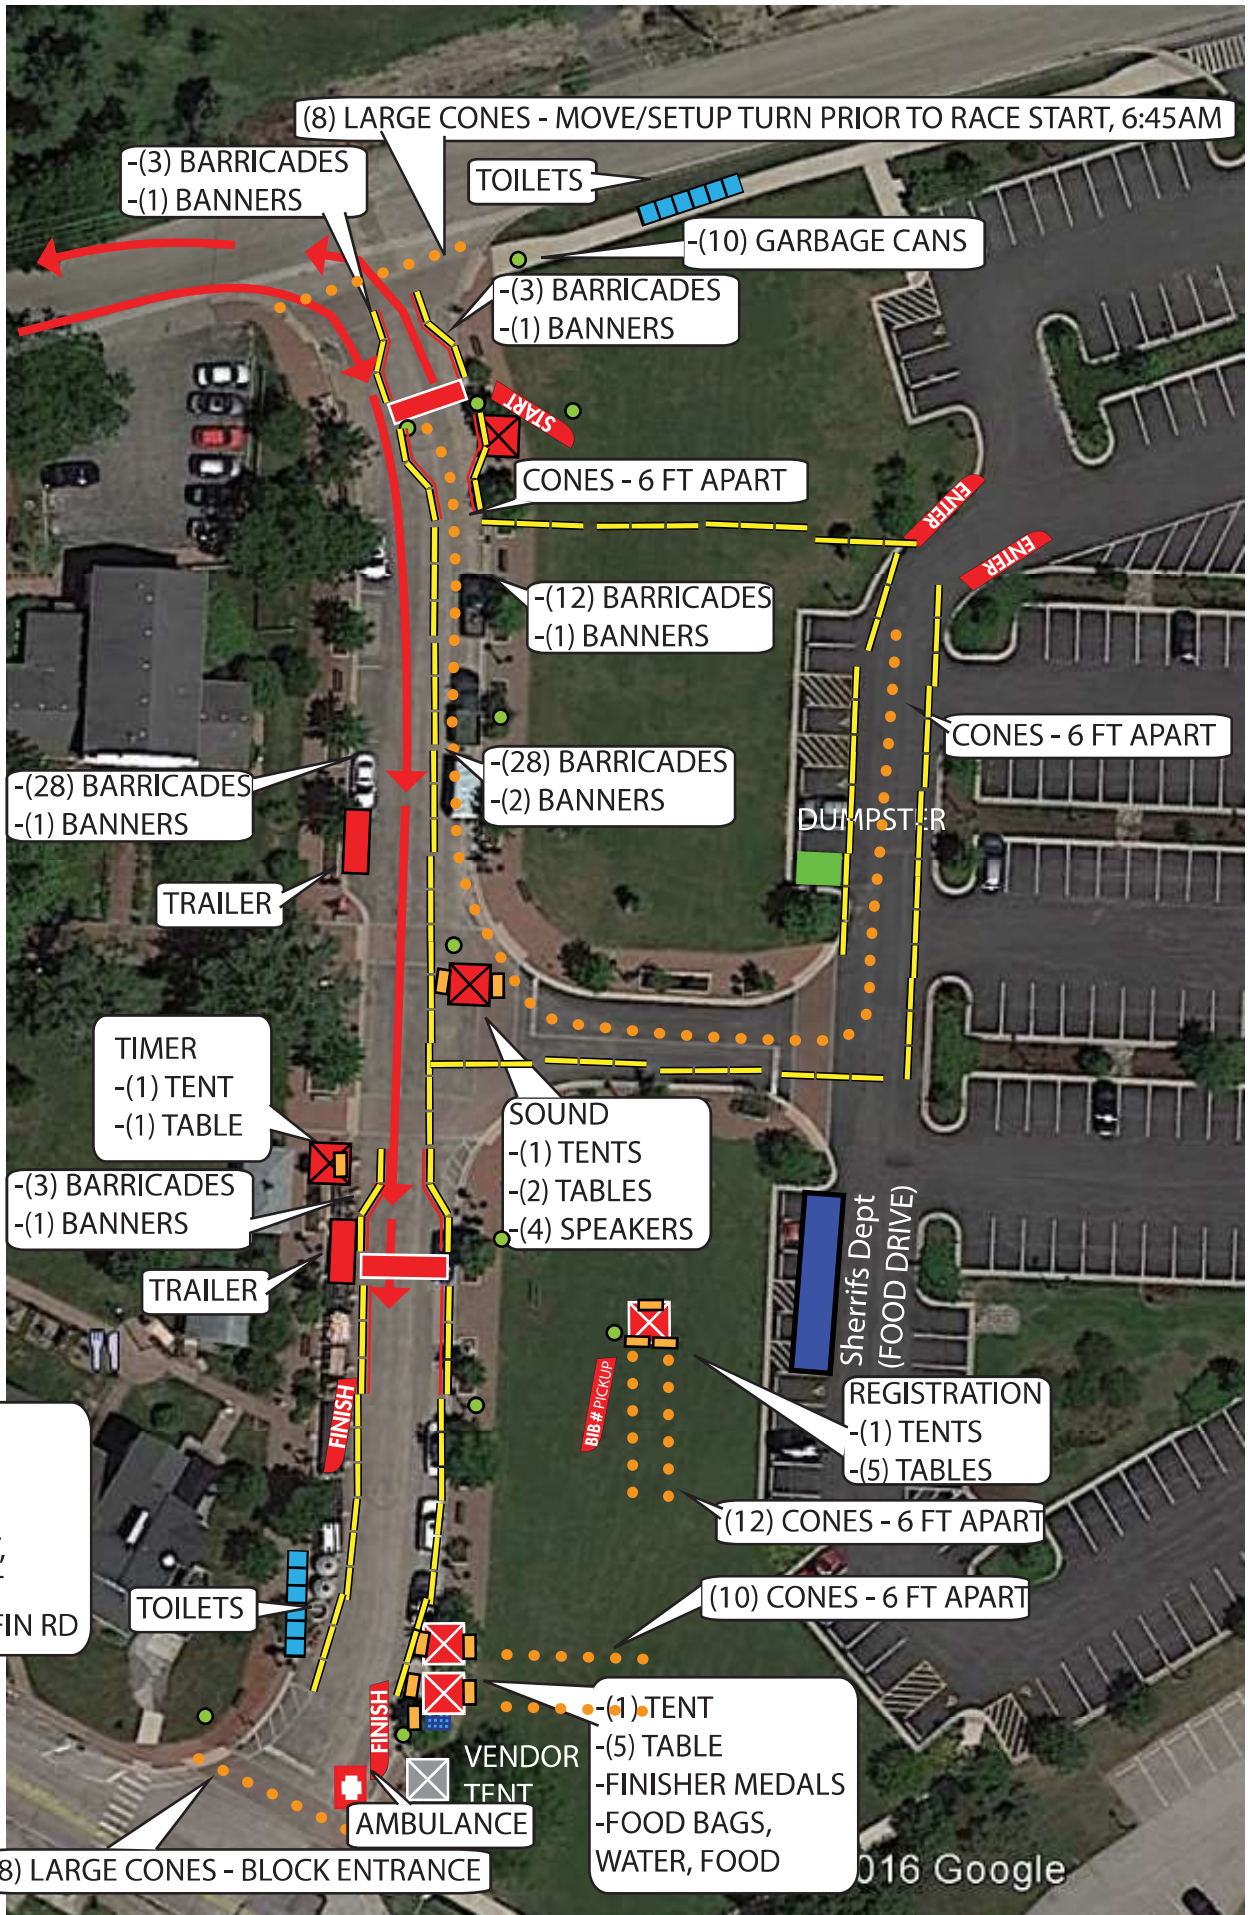 (8) LARGE CONES - MOVE/SETUP TURN PRIOR TO RACE START, 6:45AM
-(3) BARRICADES
-(1) BANNERS
TOILETS
-(10) GARBAGE CANS
-(3) BARRICADES
-(1) BANNERS
START
CONES - 6 FT APART
ENTER
ENTER
-(12) BARRICADES
-(1) BANNERS
CONES - 6 FT APART
-(28) BARRICADES
-(1) BANNERS
-(28) BARRICADES
-(2) BANNERS
DUMPSTER
TRAILER
TIMER
-(1) TENT
-(1) TABLE
SOUND
-(1) TENTS
-(2) TABLES
-(4) SPEAKERS
-(3) BARRICADES
-(1) BANNERS
TRAILER
Sherrifs Dept
(FOOD DRIVE)
FINISH
BIB # PICKUP
REGISTRATION
-(1) TENTS
-(5) TABLES
(12) CONES - 6 FT APART
FIN RD
TOILETS
(10) CONES - 6 FT APART
FINISH
-(1) TENT
-(5) TABLE
-FINISHER MEDALS
-FOOD BAGS,
WATER, FOOD
VENDOR
TENT
AMBULANCE
8) LARGE CONES - BLOCK ENTRANCE
016 Google